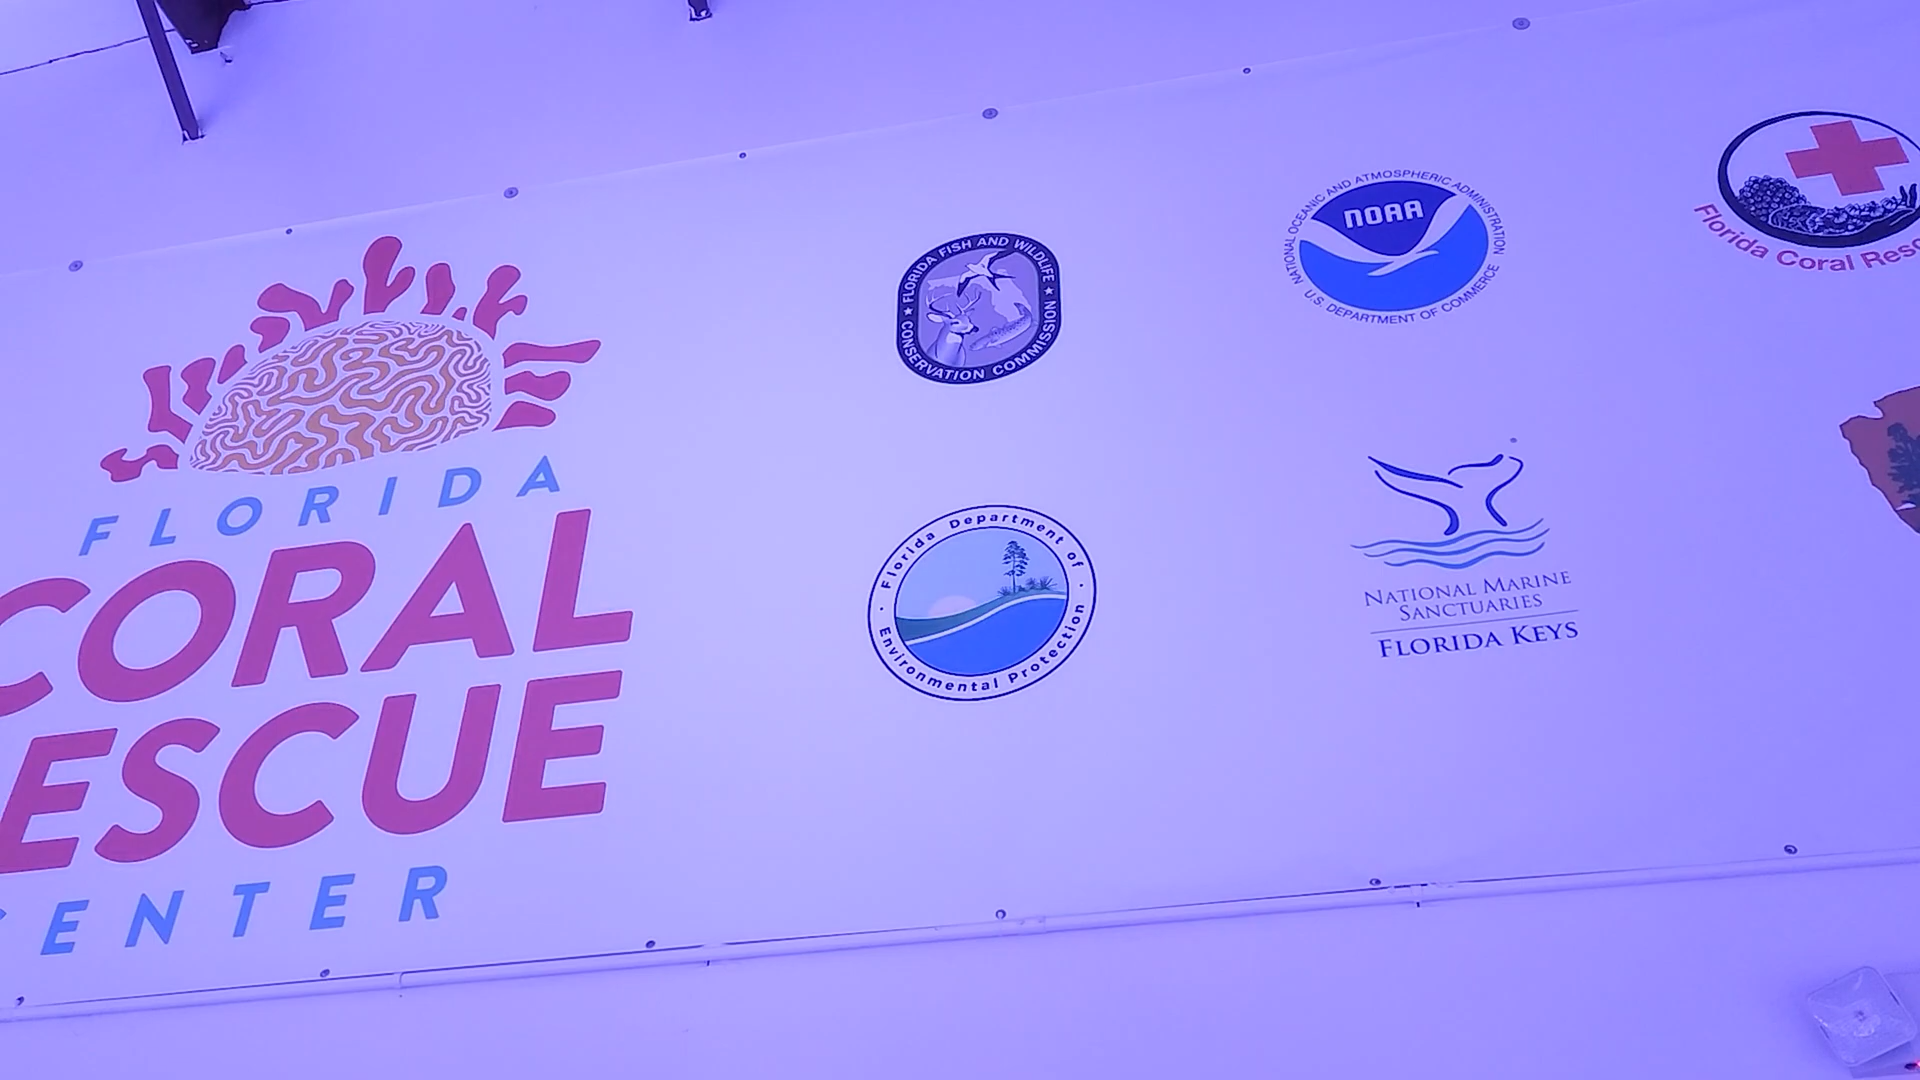 FLORIDA
CORAL
ESCUE
ENTER
FLORIDA FISH AND WILDLIFE
★ CONSERVATION COMMISSION ★
Florida Department of
Environmental Protection
NATIONAL OCEANIC AND ATMOSPHERIC ADMINISTRATION
NOAA
U.S. DEPARTMENT OF COMMERCE
NATIONAL MARINE
SANCTUARIES
FLORIDA KEYS
Florida Coral Resc